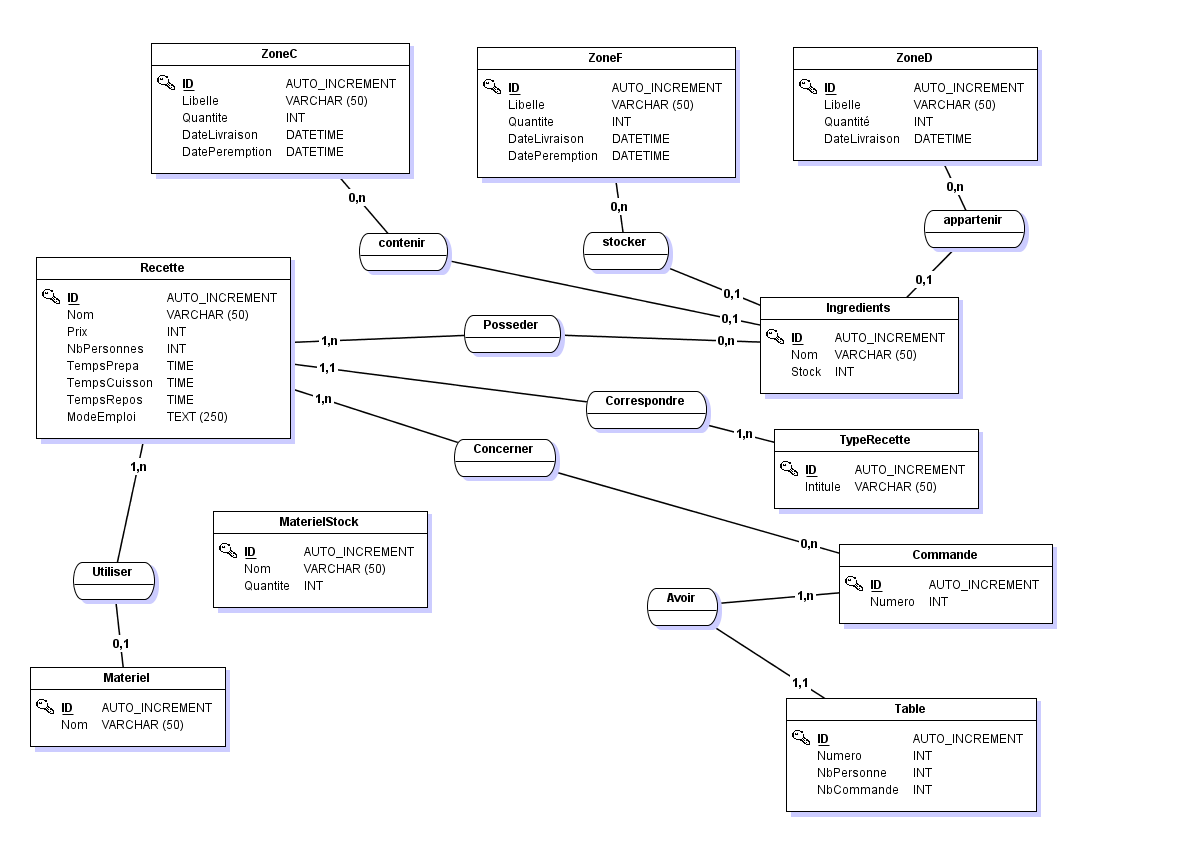 ZoneC
ID AUTO_INCREMENT
Libelle VARCHAR (50)
Quantite INT
DateLivraison DATETIME
DatePeremption DATETIME
ZoneF
ID AUTO_INCREMENT
Libelle VARCHAR (50)
Quantite INT
DateLivraison DATETIME
DatePeremption DATETIME
ZoneD
ID AUTO_INCREMENT
Libelle VARCHAR (50)
Quantité INT
DateLivraison DATETIME
0,n
0,n
0,n
contenir
stocker
appartenir
0,1
0,1
0,1
Recette
ID AUTO_INCREMENT
Nom VARCHAR (50)
Prix INT
NbPersonnes INT
TempsPrepa TIME
TempsCuisson TIME
TempsRepos TIME
ModeEmploi TEXT (250)
1,n
Posseder
0,n
Ingredients
ID AUTO_INCREMENT
Nom VARCHAR (50)
Stock INT
1,1
Correspondre
1,n
TypeRecette
ID AUTO_INCREMENT
Intitule VARCHAR (50)
1,n
Concerner
0,n
Commande
ID AUTO_INCREMENT
Numero INT
1,n
Utiliser
0,1
MaterielStock
ID AUTO_INCREMENT
Nom VARCHAR (50)
Quantite INT
Avoir
1,n
1,1
Materiel
ID AUTO_INCREMENT
Nom VARCHAR (50)
Table
ID AUTO_INCREMENT
Numero INT
NbPersonne INT
NbCommande INT